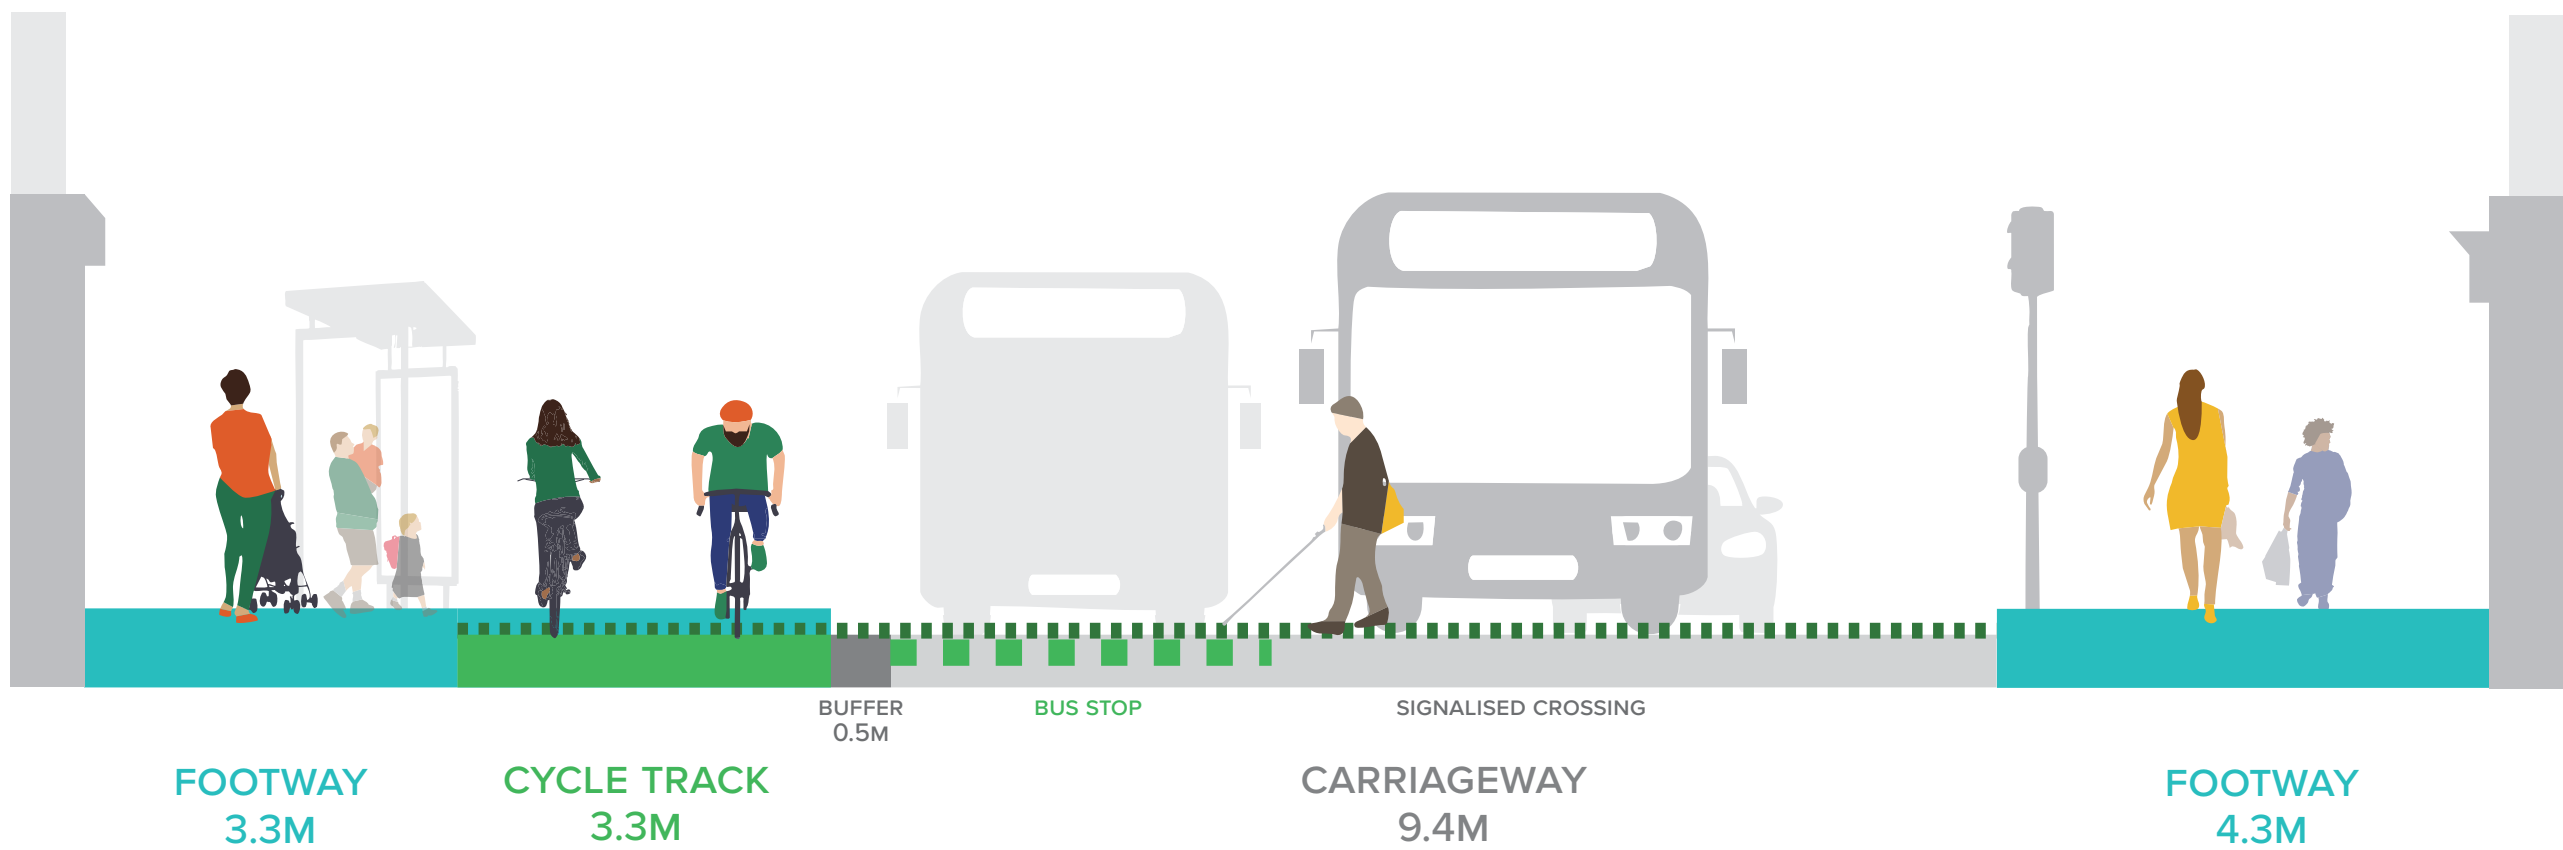 BUFFER
0.5M
BUS STOP
SIGNALISED CROSSING
FOOTWAY
3.3M
CYCLE TRACK
3.3M
CARRIAGEWAY
9.4M
FOOTWAY
4.3M